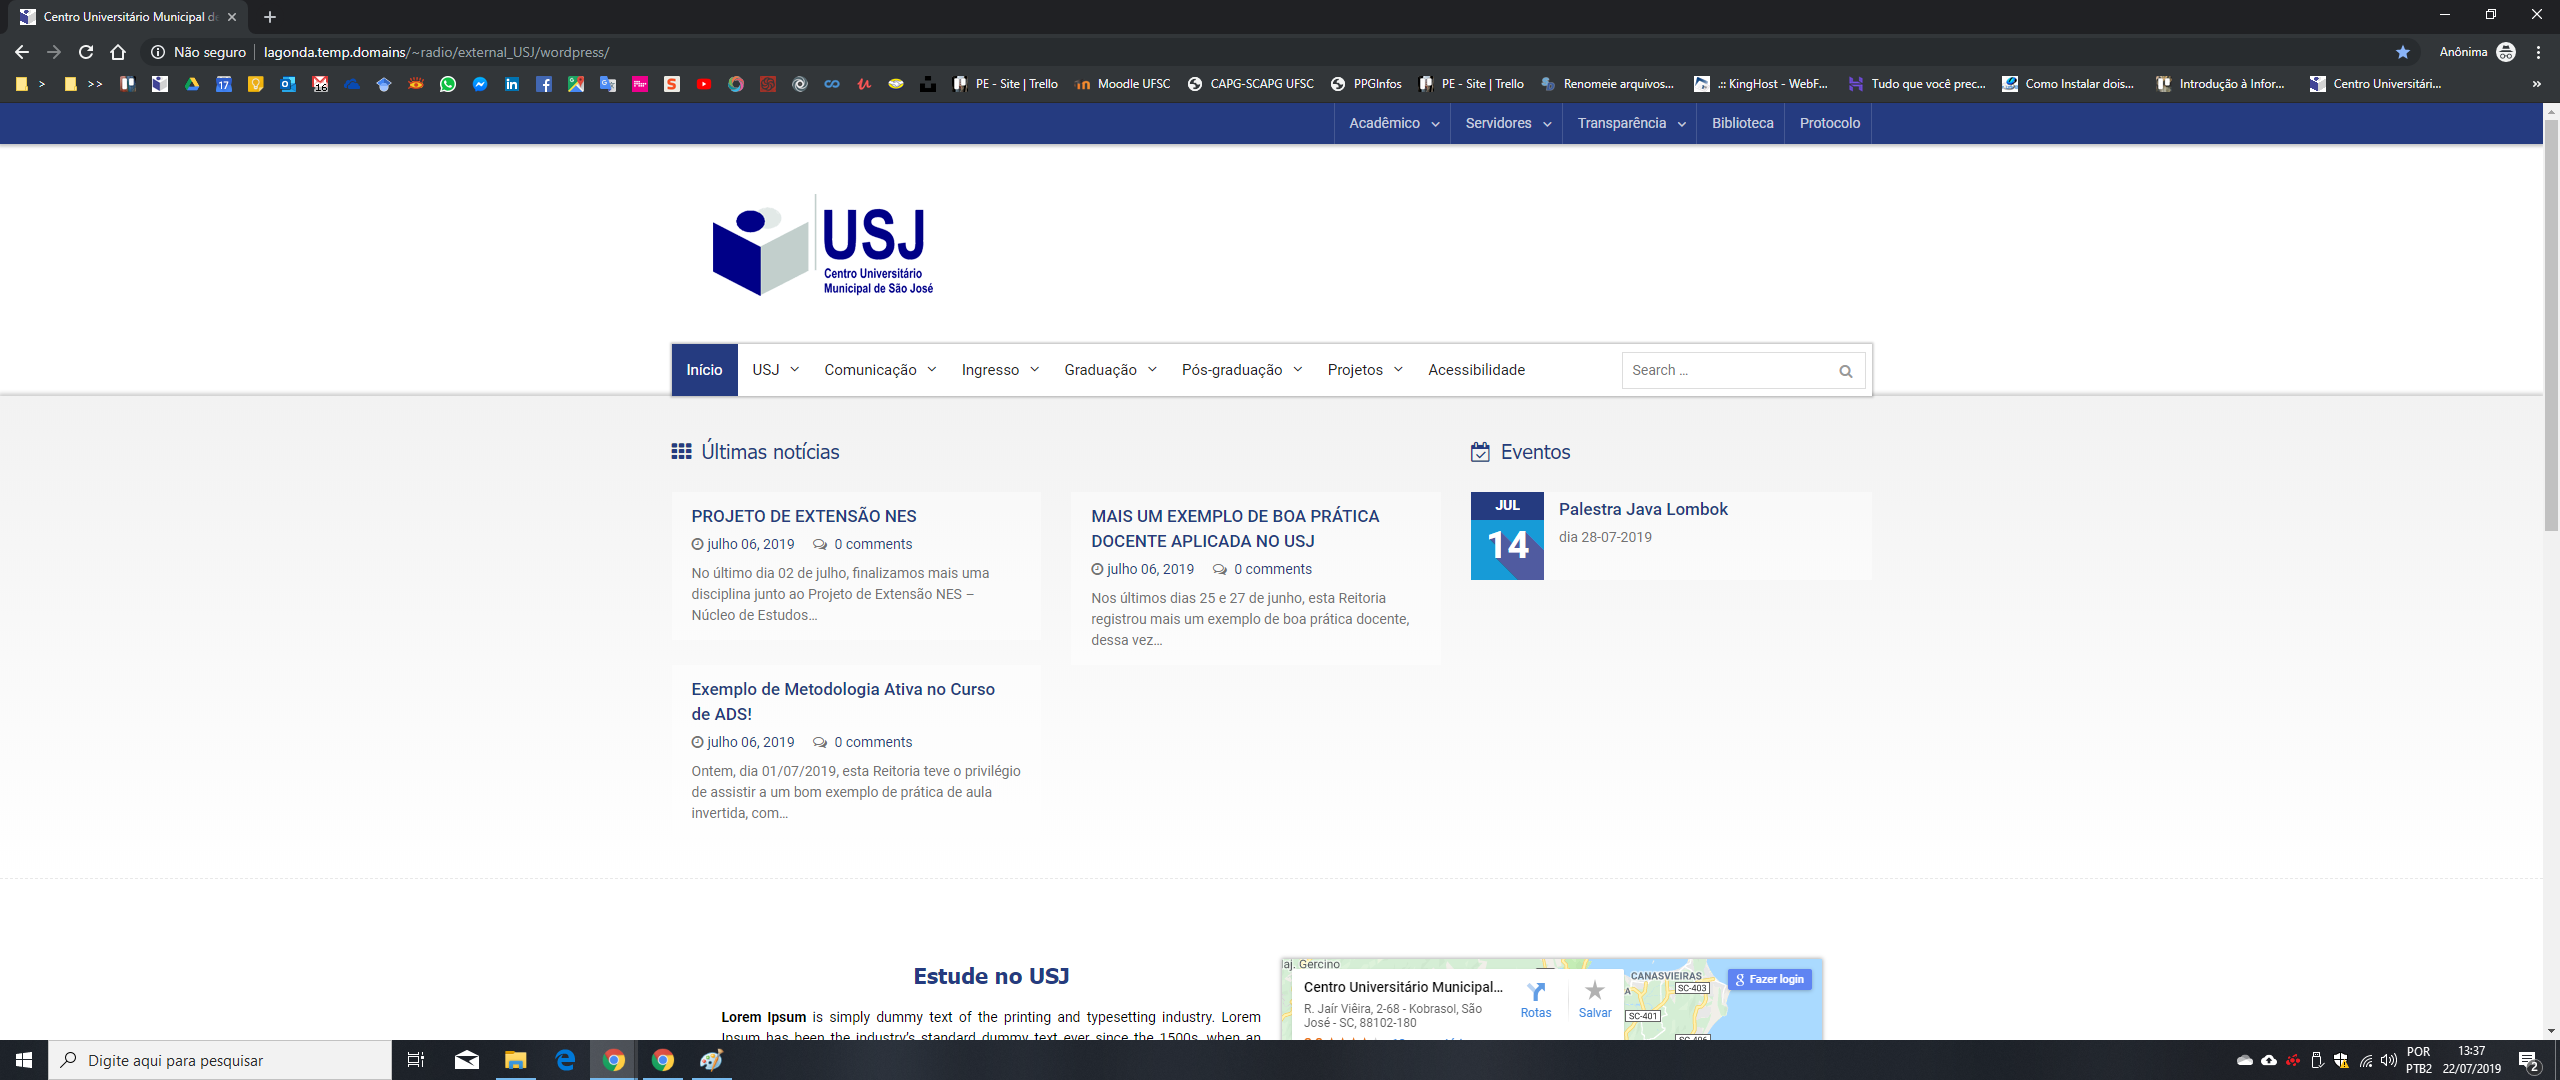 Centro Universitário Municipal de
Não seguro
lagonda.temp.domains/~radio/external_USJ/wordpress/
Anônima
>
>>
17
16
PE - Site | Trello
Moodle UFSC
CAPG-SCAPG UFSC
PPGInfos
PE - Site | Trello
Renomeie arquivos...
.:: KingHost - WebF...
Tudo que você prec...
Como Instalar dois...
Introdução à Infor...
Centro Universitári...
»
Acadêmico
Servidores
Transparência
Biblioteca
Protocolo
USJ
Centro Universitário
Municipal de São José
Início
USJ
Comunicação
Ingresso
Graduação
Pós-graduação
Projetos
Acessibilidade
Search ...
Últimas notícias
PROJETO DE EXTENSÃO NES
julho 06, 2019 0 comments
No último dia 02 de julho, finalizamos mais uma
disciplina junto ao Projeto de Extensão NES –
Núcleo de Estudos…
MAIS UM EXEMPLO DE BOA PRÁTICA
DOCENTE APLICADA NO USJ
julho 06, 2019 0 comments
Nos últimos dias 25 e 27 de junho, esta Reitoria
registrou mais um exemplo de boa prática docente,
dessa vez…
Exemplo de Metodologia Ativa no Curso
de ADS!
julho 06, 2019 0 comments
Ontem, dia 01/07/2019, esta Reitoria teve o privilégio
de assistir a um bom exemplo de prática de aula
invertida, com…
Eventos
JUL
14
Palestra Java Lombok
dia 28-07-2019
Estude no USJ
Lorem Ipsum is simply dummy text of the printing and typesetting industry. Lorem
Ipsum has been the industry's standard dummy text ever since the 1500s, when an
aj. Gercino
Centro Universitário Municipal...
R. Jaír Viêira, 2-68 - Kobrasol, São
José - SC, 88102-180
Rotas
Salvar
CANASVIEIRAS
SC-403
SC-401
Fazer login
Digite aqui para pesquisar
POR
PTB2
13:37
22/07/2019
2